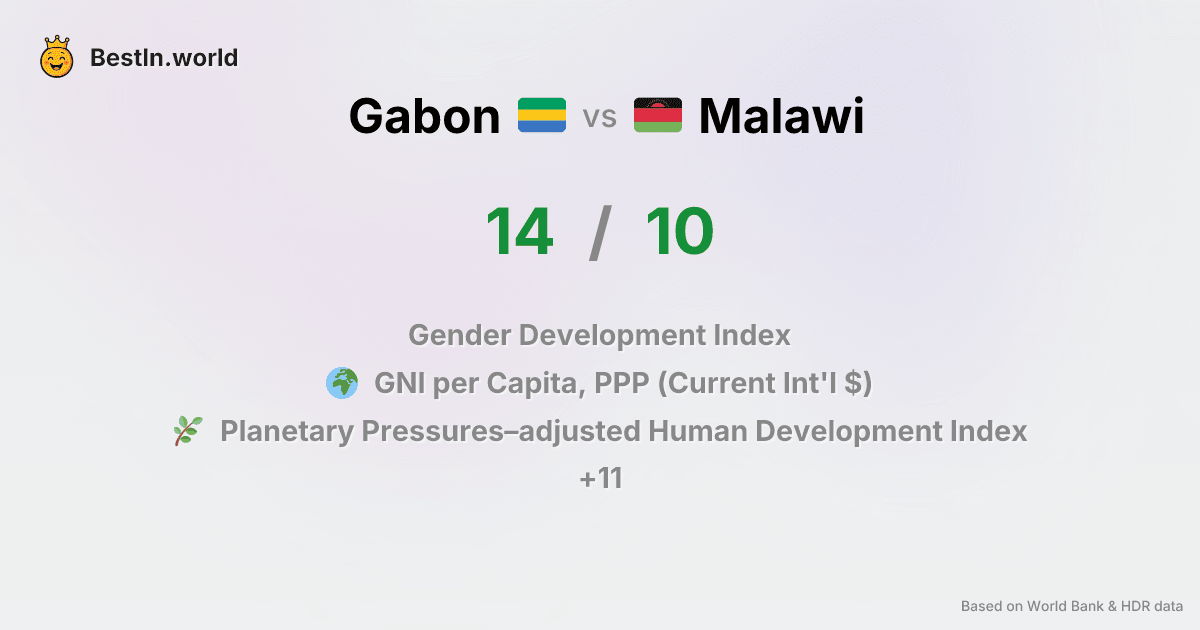 BestIn.world
Gabon vs Malawi
14 / 10
Gender Development Index
GNI per Capita, PPP (Current Int'l $)
Planetary Pressures–adjusted Human Development Index
+11
Based on World Bank & HDR data